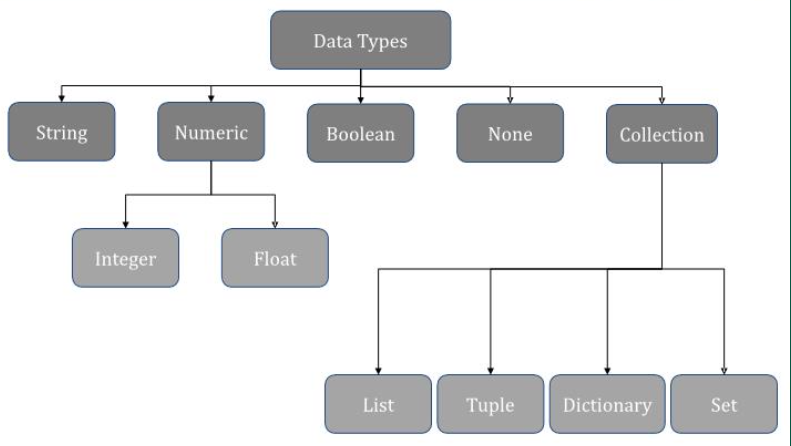 Data Types
String
Numeric
Boolean
None
Collection
Integer
Float
List
Tuple
Dictionary
Set